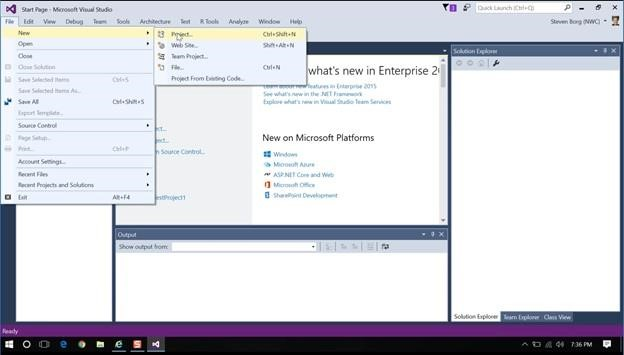 Start Page - Microsoft Visual Studio
Quick Launch (Ctrl+Q)
File Edit View Debug Team Tools Architecture Test R Tools Analyze Window Help
Steven Borg (NWC)
New
Project... Ctrl+Shift+N
Open
Web Site... Shift+Alt+N
Close
Team Project...
Close Solution
File... Ctrl+N
Save Selected Items Ctrl+S
Project From Existing Code...
Save Selected Items As...
Save All Ctrl+Shift+S
Export Template...
Source Control
Page Setup...
Print... Ctrl+P
Account Settings...
Recent Files
Recent Projects and Solutions
Exit Alt+F4
ect...
ect...
n Source Control...
estProject1
what's new in Enterprise 20
Learn about new features in Enterprise 2015
See what's new in the .NET Framework
Explore what's new in Visual Studio Team Services
New on Microsoft Platforms
Windows
Microsoft Azure
ASP.NET Core and Web
Microsoft Office
SharePoint Development
Output
Show output from:
Solution Explorer
Solution Explorer Team Explorer Class View
Ready
7:36 PM